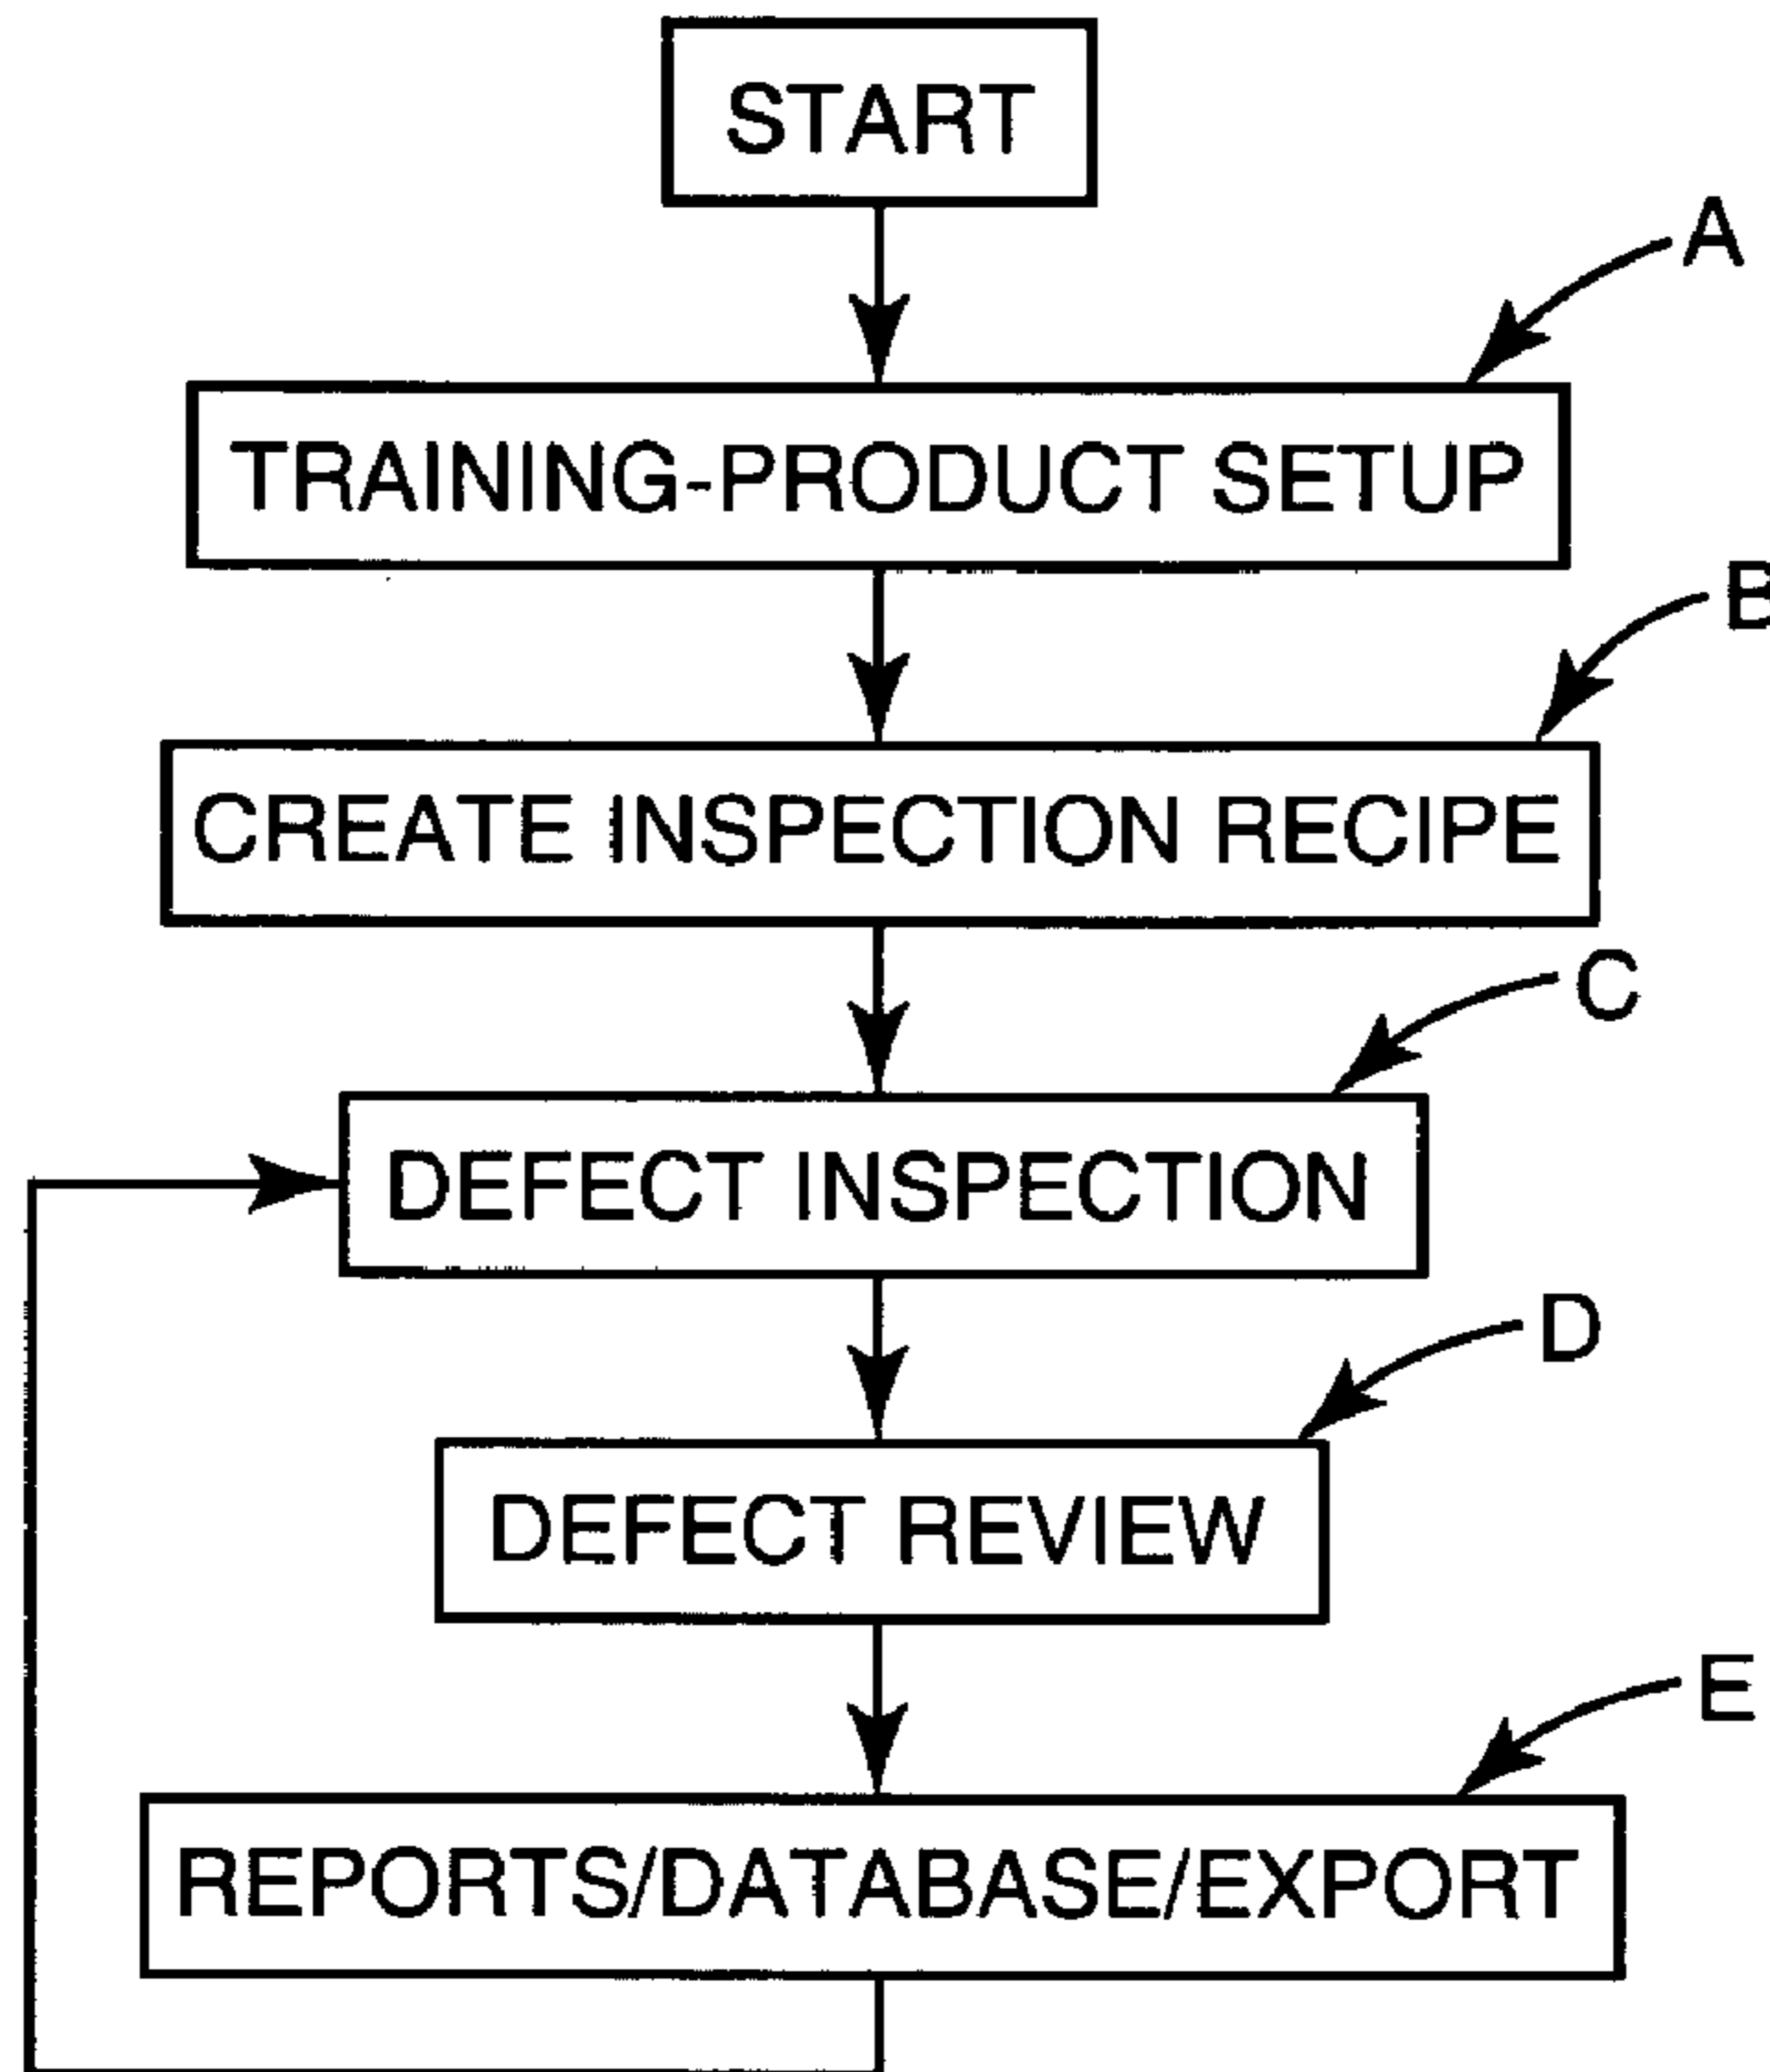 START
A
TRAINING-PRODUCT SETUP
B
CREATE INSPECTION RECIPE
C
DEFECT INSPECTION
D
DEFECT REVIEW
E
REPORTS/DATABASE/EXPORT